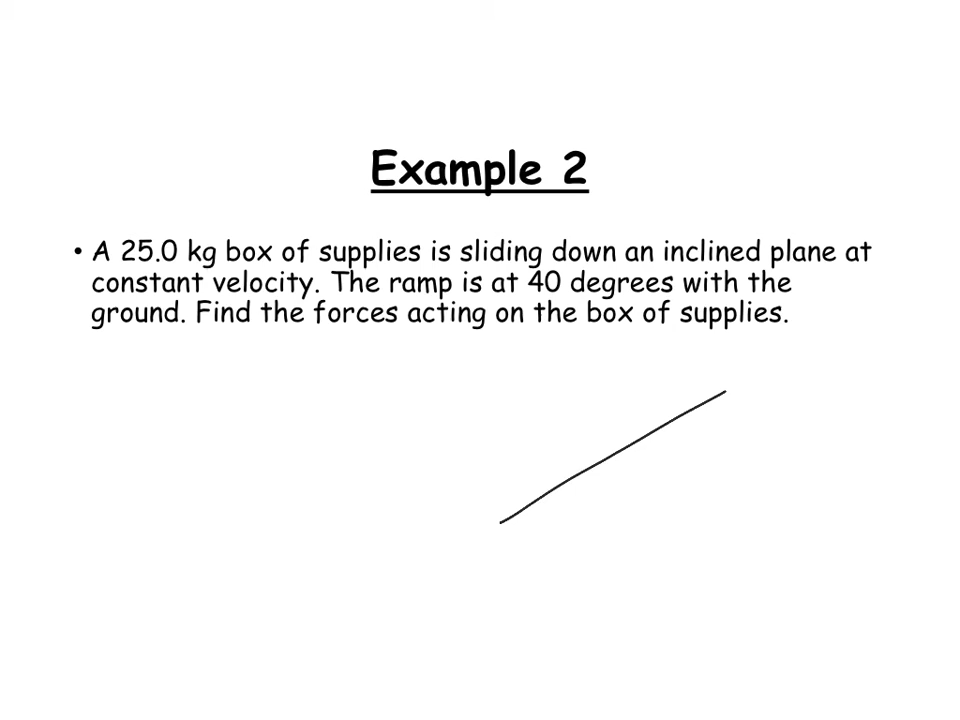 Example 2
• A 25.0 kg box of supplies is sliding down an inclined plane at
constant velocity. The ramp is at 40 degrees with the
ground. Find the forces acting on the box of supplies.